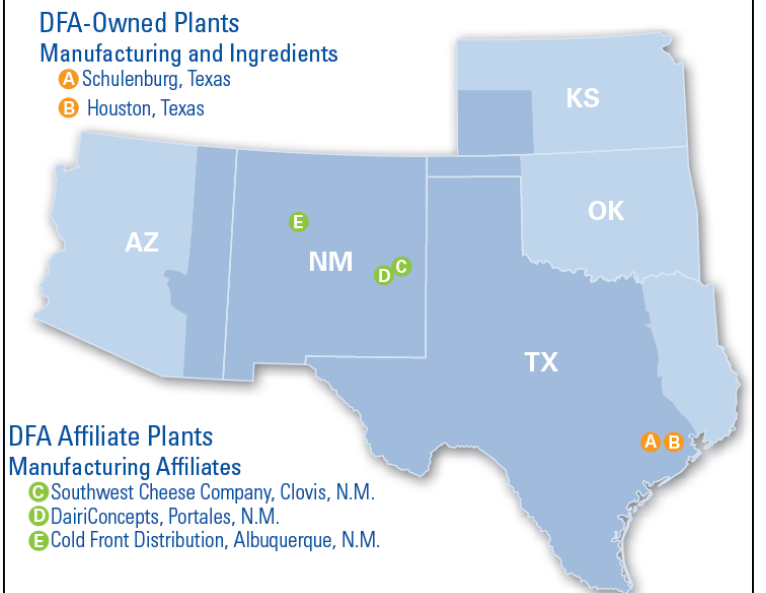 DFA-Owned Plants
Manufacturing and Ingredients
A Schulenburg, Texas
B Houston, Texas
KS
OK
AZ
E
NM
D C
TX
A B
DFA Affiliate Plants
Manufacturing Affiliates
C Southwest Cheese Company, Clovis, N.M.
D DairiConcepts, Portales, N.M.
E Cold Front Distribution, Albuquerque, N.M.